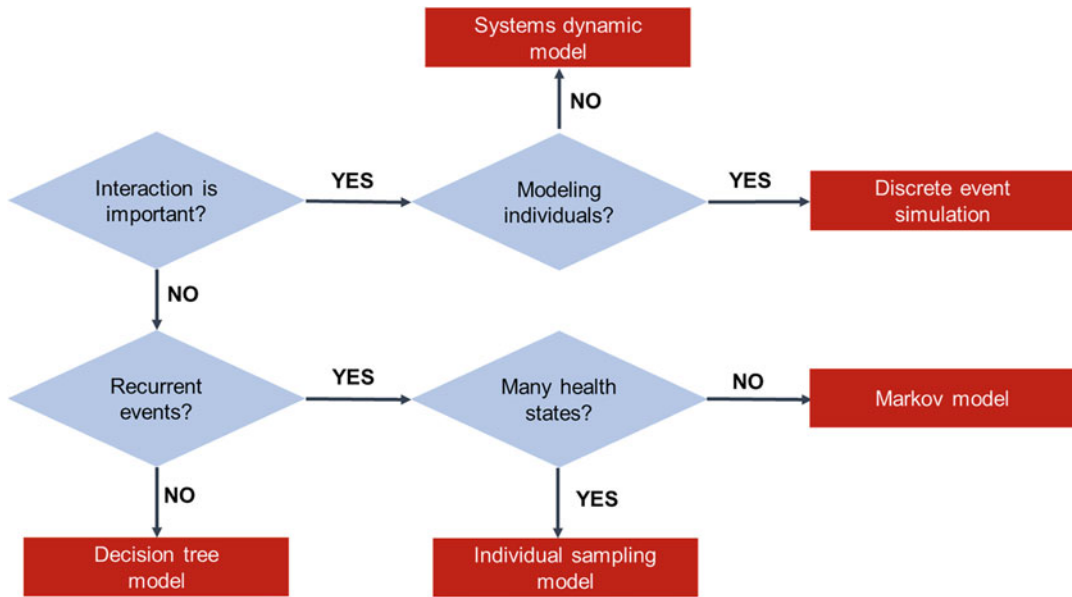 Systems dynamic
model
NO
Interaction is
important?
YES
Modeling
individuals?
YES
Discrete event
simulation
NO
Recurrent
events?
YES
Many health
states?
NO
Markov model
NO
YES
Decision tree
model
Individual sampling
model